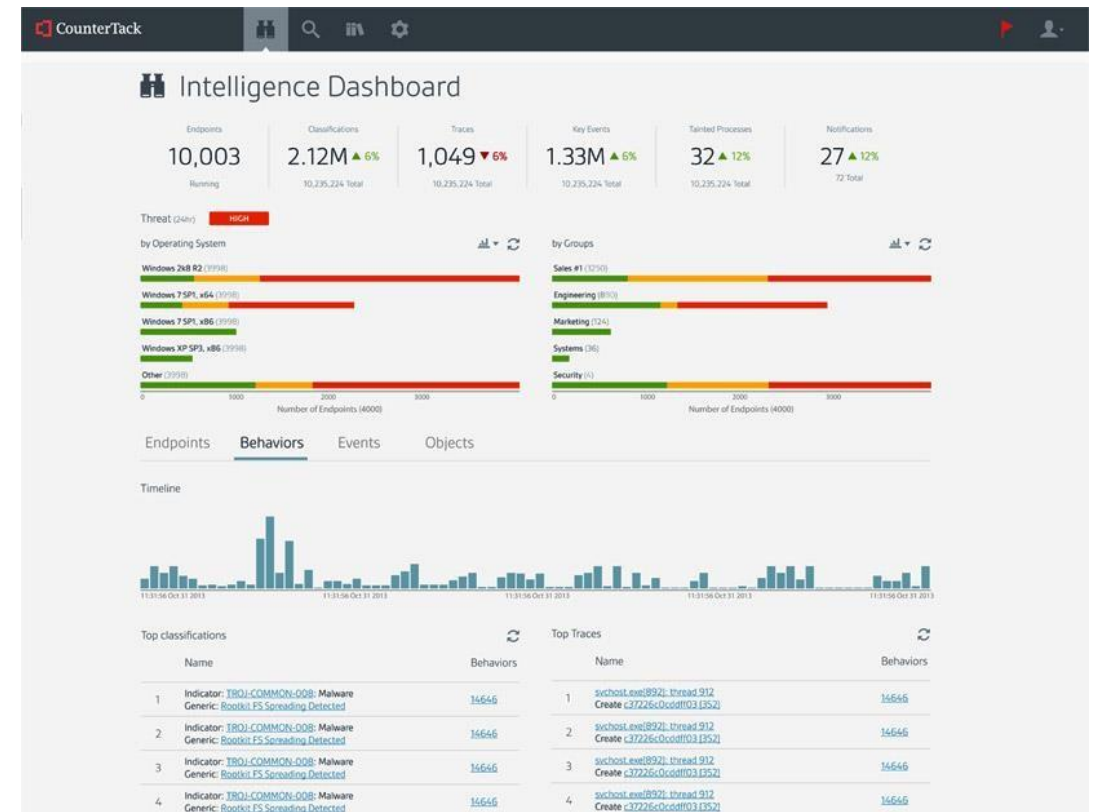 CounterTack
Intelligence Dashboard
Endpoints
10,003
Running
Classifications
2.12M ▲ 6%
10,235,224 Total
Traces
1,049 ▼ 6%
10,235,224 Total
Key Events
1.33M ▲ 6%
10,235,224 Total
Tainted Processes
32 ▲ 12%
10,235,224 Total
Notifications
27 ▲ 12%
72 Total
Threat (24hr) HIGH
by Operating System
Windows 2k8 R2 (3998)
Windows 7 SP1, x64 (3998)
Windows 7 SP1, x86 (3998)
Windows XP SP3, x86 (3998)
Other (3998)
0 1000 2000 3000
Number of Endpoints (4000)
by Groups
Sales #1 (3250)
Engineering (890)
Marketing (124)
Systems (36)
Security (4)
0 1000 2000 3000
Number of Endpoints (4000)
Endpoints Behaviors Events Objects
Timeline
11:31:56 Oct 31 2013 11:31:56 Oct 31 2013 11:31:56 Oct 31 2013 11:31:56 Oct 31 2013 11:31:56 Oct 31 2013
Top classifications
Name Behaviors
1 Indicator: TROJ-COMMON-008: Malware
Generic: Rootkit FS Spreading Detected 14646
2 Indicator: TROJ-COMMON-008: Malware
Generic: Rootkit FS Spreading Detected 14646
3 Indicator: TROJ-COMMON-008: Malware
Generic: Rootkit FS Spreading Detected 14646
4 Indicator: TROJ-COMMON-008: Malware
Generic: Rootkit FS Spreading Detected 14646
Top Traces
Name Behaviors
1 svchost.exe[892]: thread 912
Create c37226c0cddff03 [352] 14646
2 svchost.exe[892]: thread 912
Create c37226c0cddff03 [352] 14646
3 svchost.exe[892]: thread 912
Create c37226c0cddff03 [352] 14646
4 svchost.exe[892]: thread 912
Create c37226c0cddff03 [352] 14646